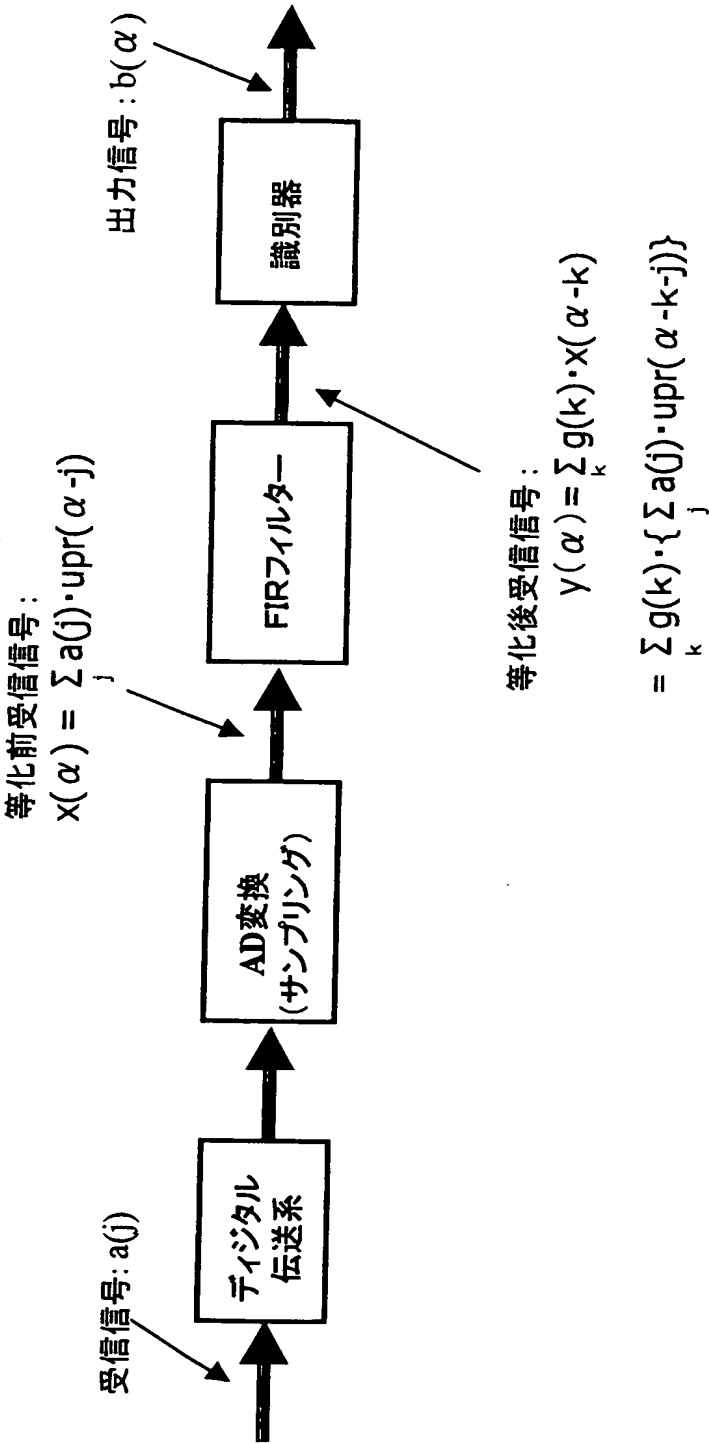 受信信号: a(j)
ディジタル
伝送系
AD変換
(サンプリング)
等化前受信信号:
x(α) = Σ a(j)･upr(α-j)
j
FIRフィルター
等化後受信信号:
y(α) = Σ g(k)･x(α-k)
k
= Σ g(k)･{ Σ a(j)･upr(α-k-j)}
k j
識別器
出力信号: b(α)